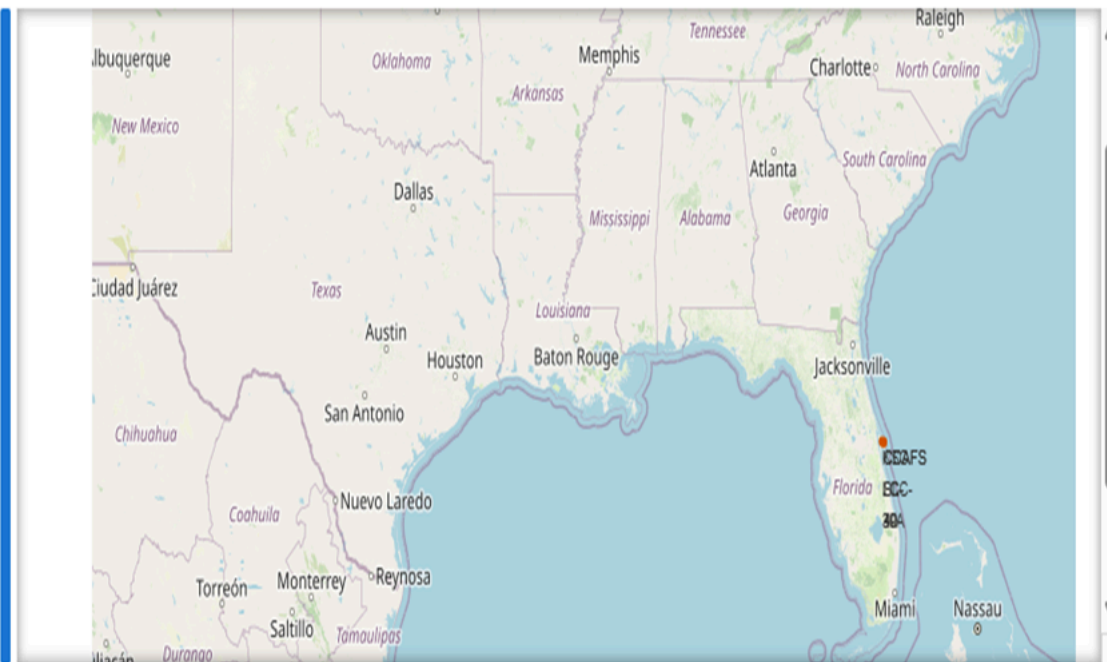 Raleigh
Tennessee
Memphis
lbuquerque
Oklahoma
Charlotte
North Carolina
Arkansas
New Mexico
South Carolina
Atlanta
Dallas
Mississippi
Alabama
Georgia
Ciudad Juárez
Texas
Louisiana
Austin
Houston
Baton Rouge
Jacksonville
San Antonio
Chihuahua
Florida
Nuevo Laredo
Coahuila
Reynosa
Monterrey
Torreón
Miami
Nassau
Saltillo
Tamaulipas
Durango